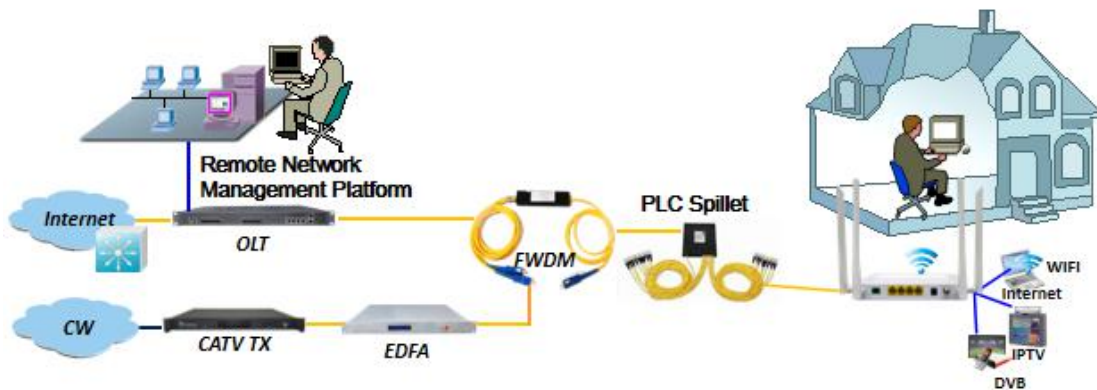 Remote Network
Management Platform
Internet
OLT
FWDM
PLC Spillet
CW
CATV TX
EDFA
WIFI
Internet
IPTV
DVB